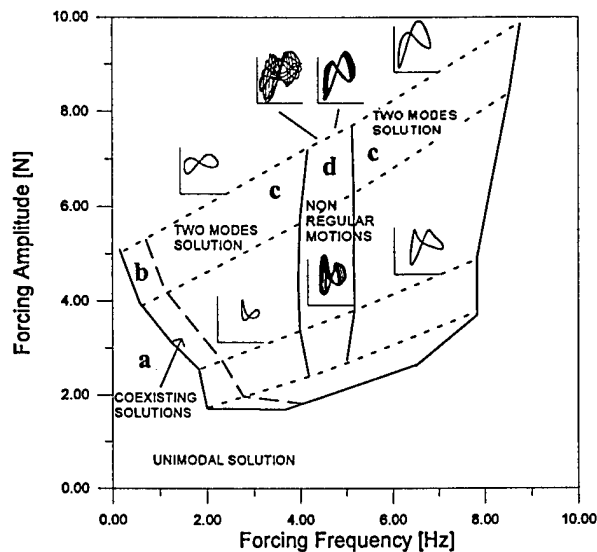 10.00
8.00
6.00
4.00
2.00
0.00
Forcing Amplitude [N]
TWO MODES
SOLUTION
c
d
c
NON
REGULAR
MOTIONS
TWO MODES
SOLUTION
b
a
COEXISTING
SOLUTIONS
UNIMODAL SOLUTION
0.00
2.00
4.00
6.00
8.00
10.00
Forcing Frequency [Hz]